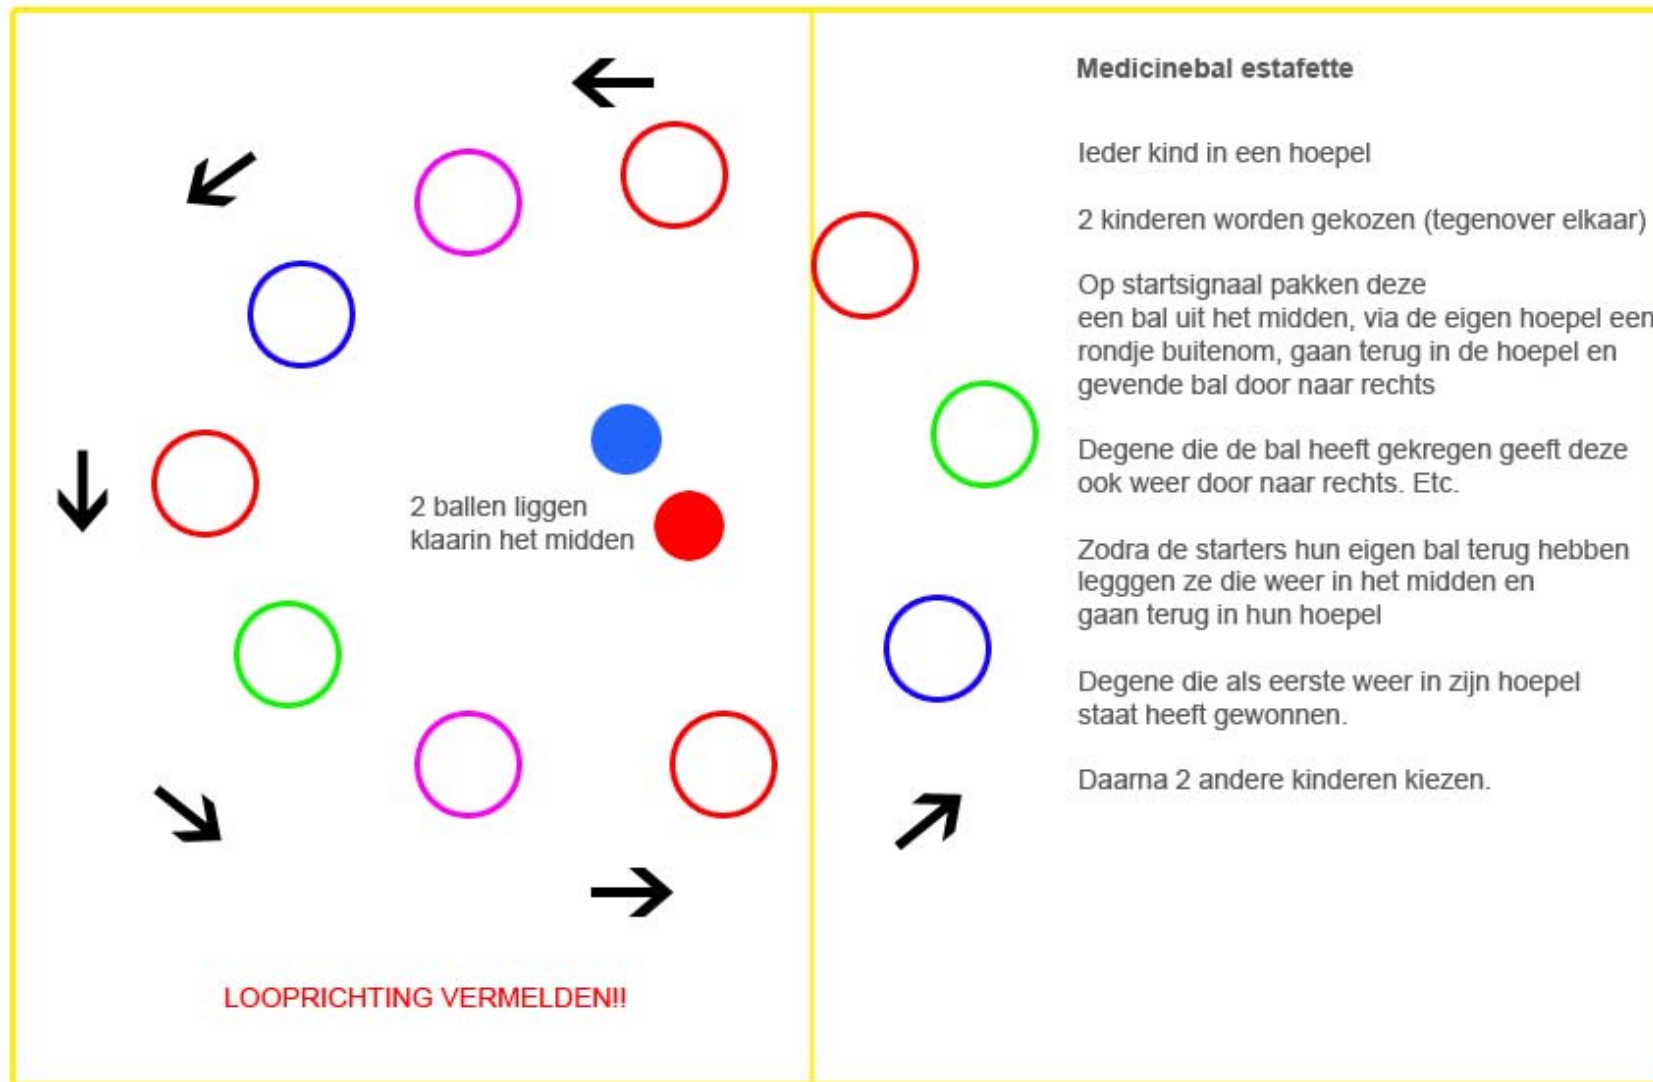 Medicinebal estafette
Ieder kind in een hoepel
2 kinderen worden gekozen (tegenover elkaar)
Op startsignaal pakken deze
een bal uit het midden, via de eigen hoepel een
rondje buitenom, gaan terug in de hoepel en
gevende bal door naar rechts
Degene die de bal heeft gekregen geeft deze
ook weer door naar rechts. Etc.
Zodra de starters hun eigen bal terug hebben
legggen ze die weer in het midden en
gaan terug in hun hoepel
Degene die als eerste weer in zijn hoepel
staat heeft gewonnen.
Daarna 2 andere kinderen kiezen.
2 ballen liggen
klaarin het midden
LOOPRICHTING VERMELDEN!!